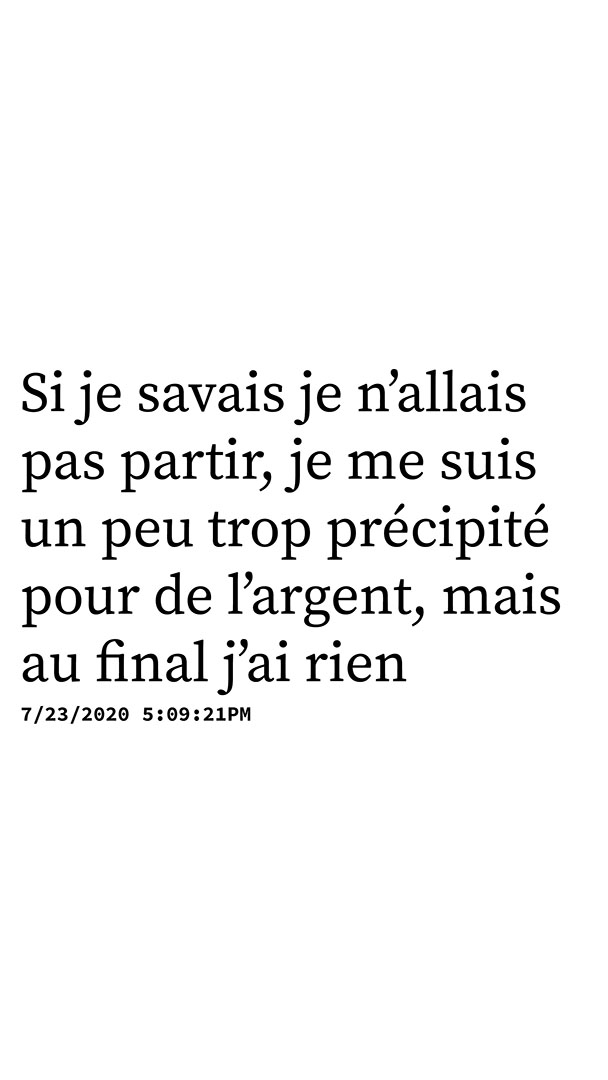 Si je savais je n’allais
pas partir, je me suis
un peu trop précipité
pour de l’argent, mais
au final j’ai rien
7/23/2020 5:09:21PM